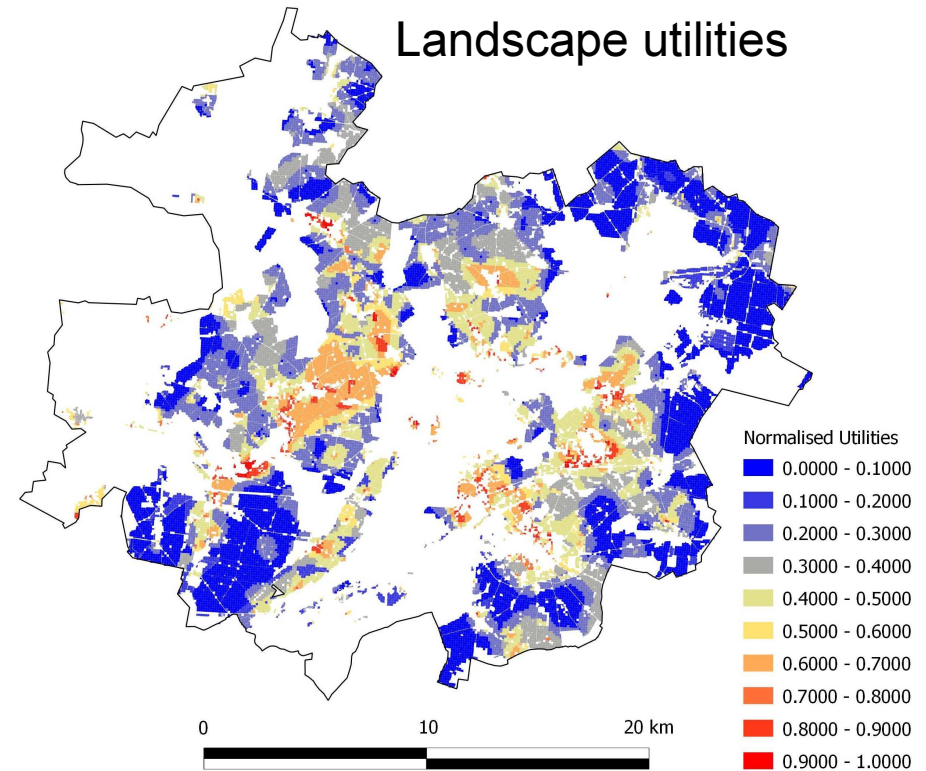 Landscape utilities
Normalised Utilities
0.0000 - 0.1000
0.1000 - 0.2000
0.2000 - 0.3000
0.3000 - 0.4000
0.4000 - 0.5000
0.5000 - 0.6000
0.6000 - 0.7000
0.7000 - 0.8000
0.8000 - 0.9000
0.9000 - 1.0000
0 10 20 km